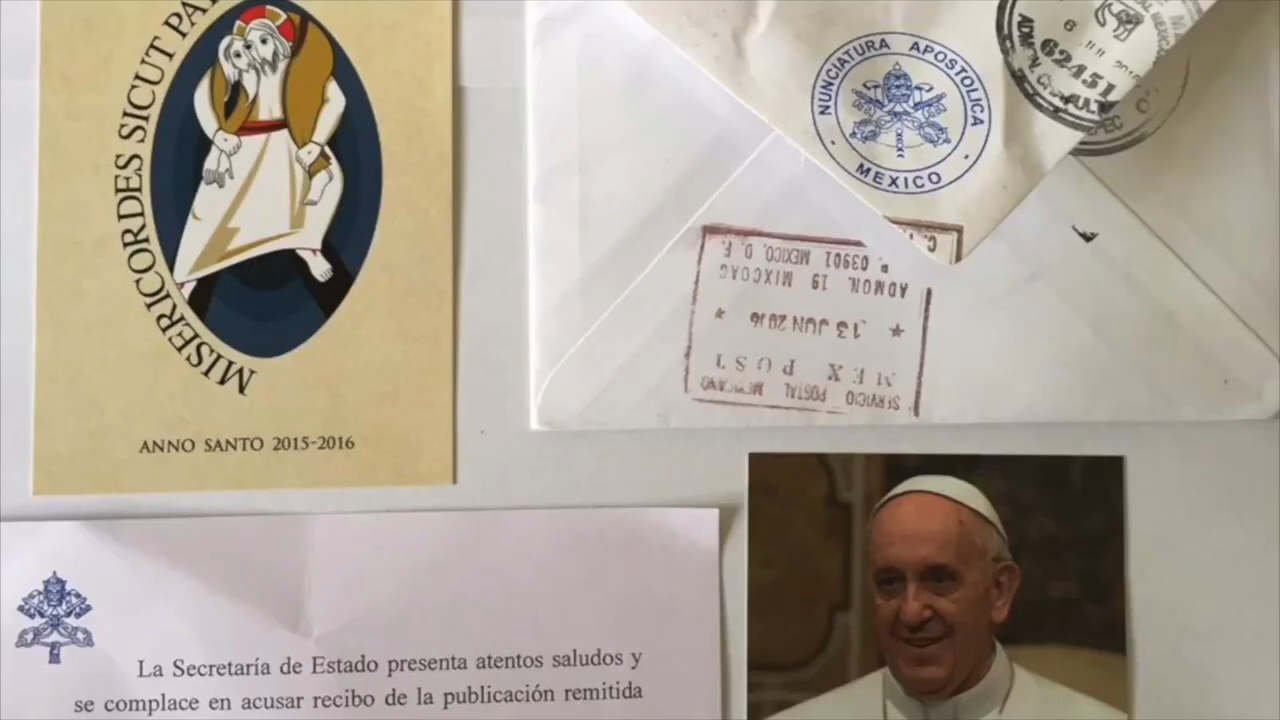 MISERICORDES SICUT PA
ANNO SANTO 2015-2016
NUNCIATURA APOSTOLICA
MEXICO
62451
SERVICIO POSTAL MEXICANO
MEX POST
* 13 JUN 2016 *
ADMON. 19 MIXCOAC
P. 03901 MEXICO, D. F.
La Secretaría de Estado presenta atentos saludos y
se complace en acusar recibo de la publicación remitida